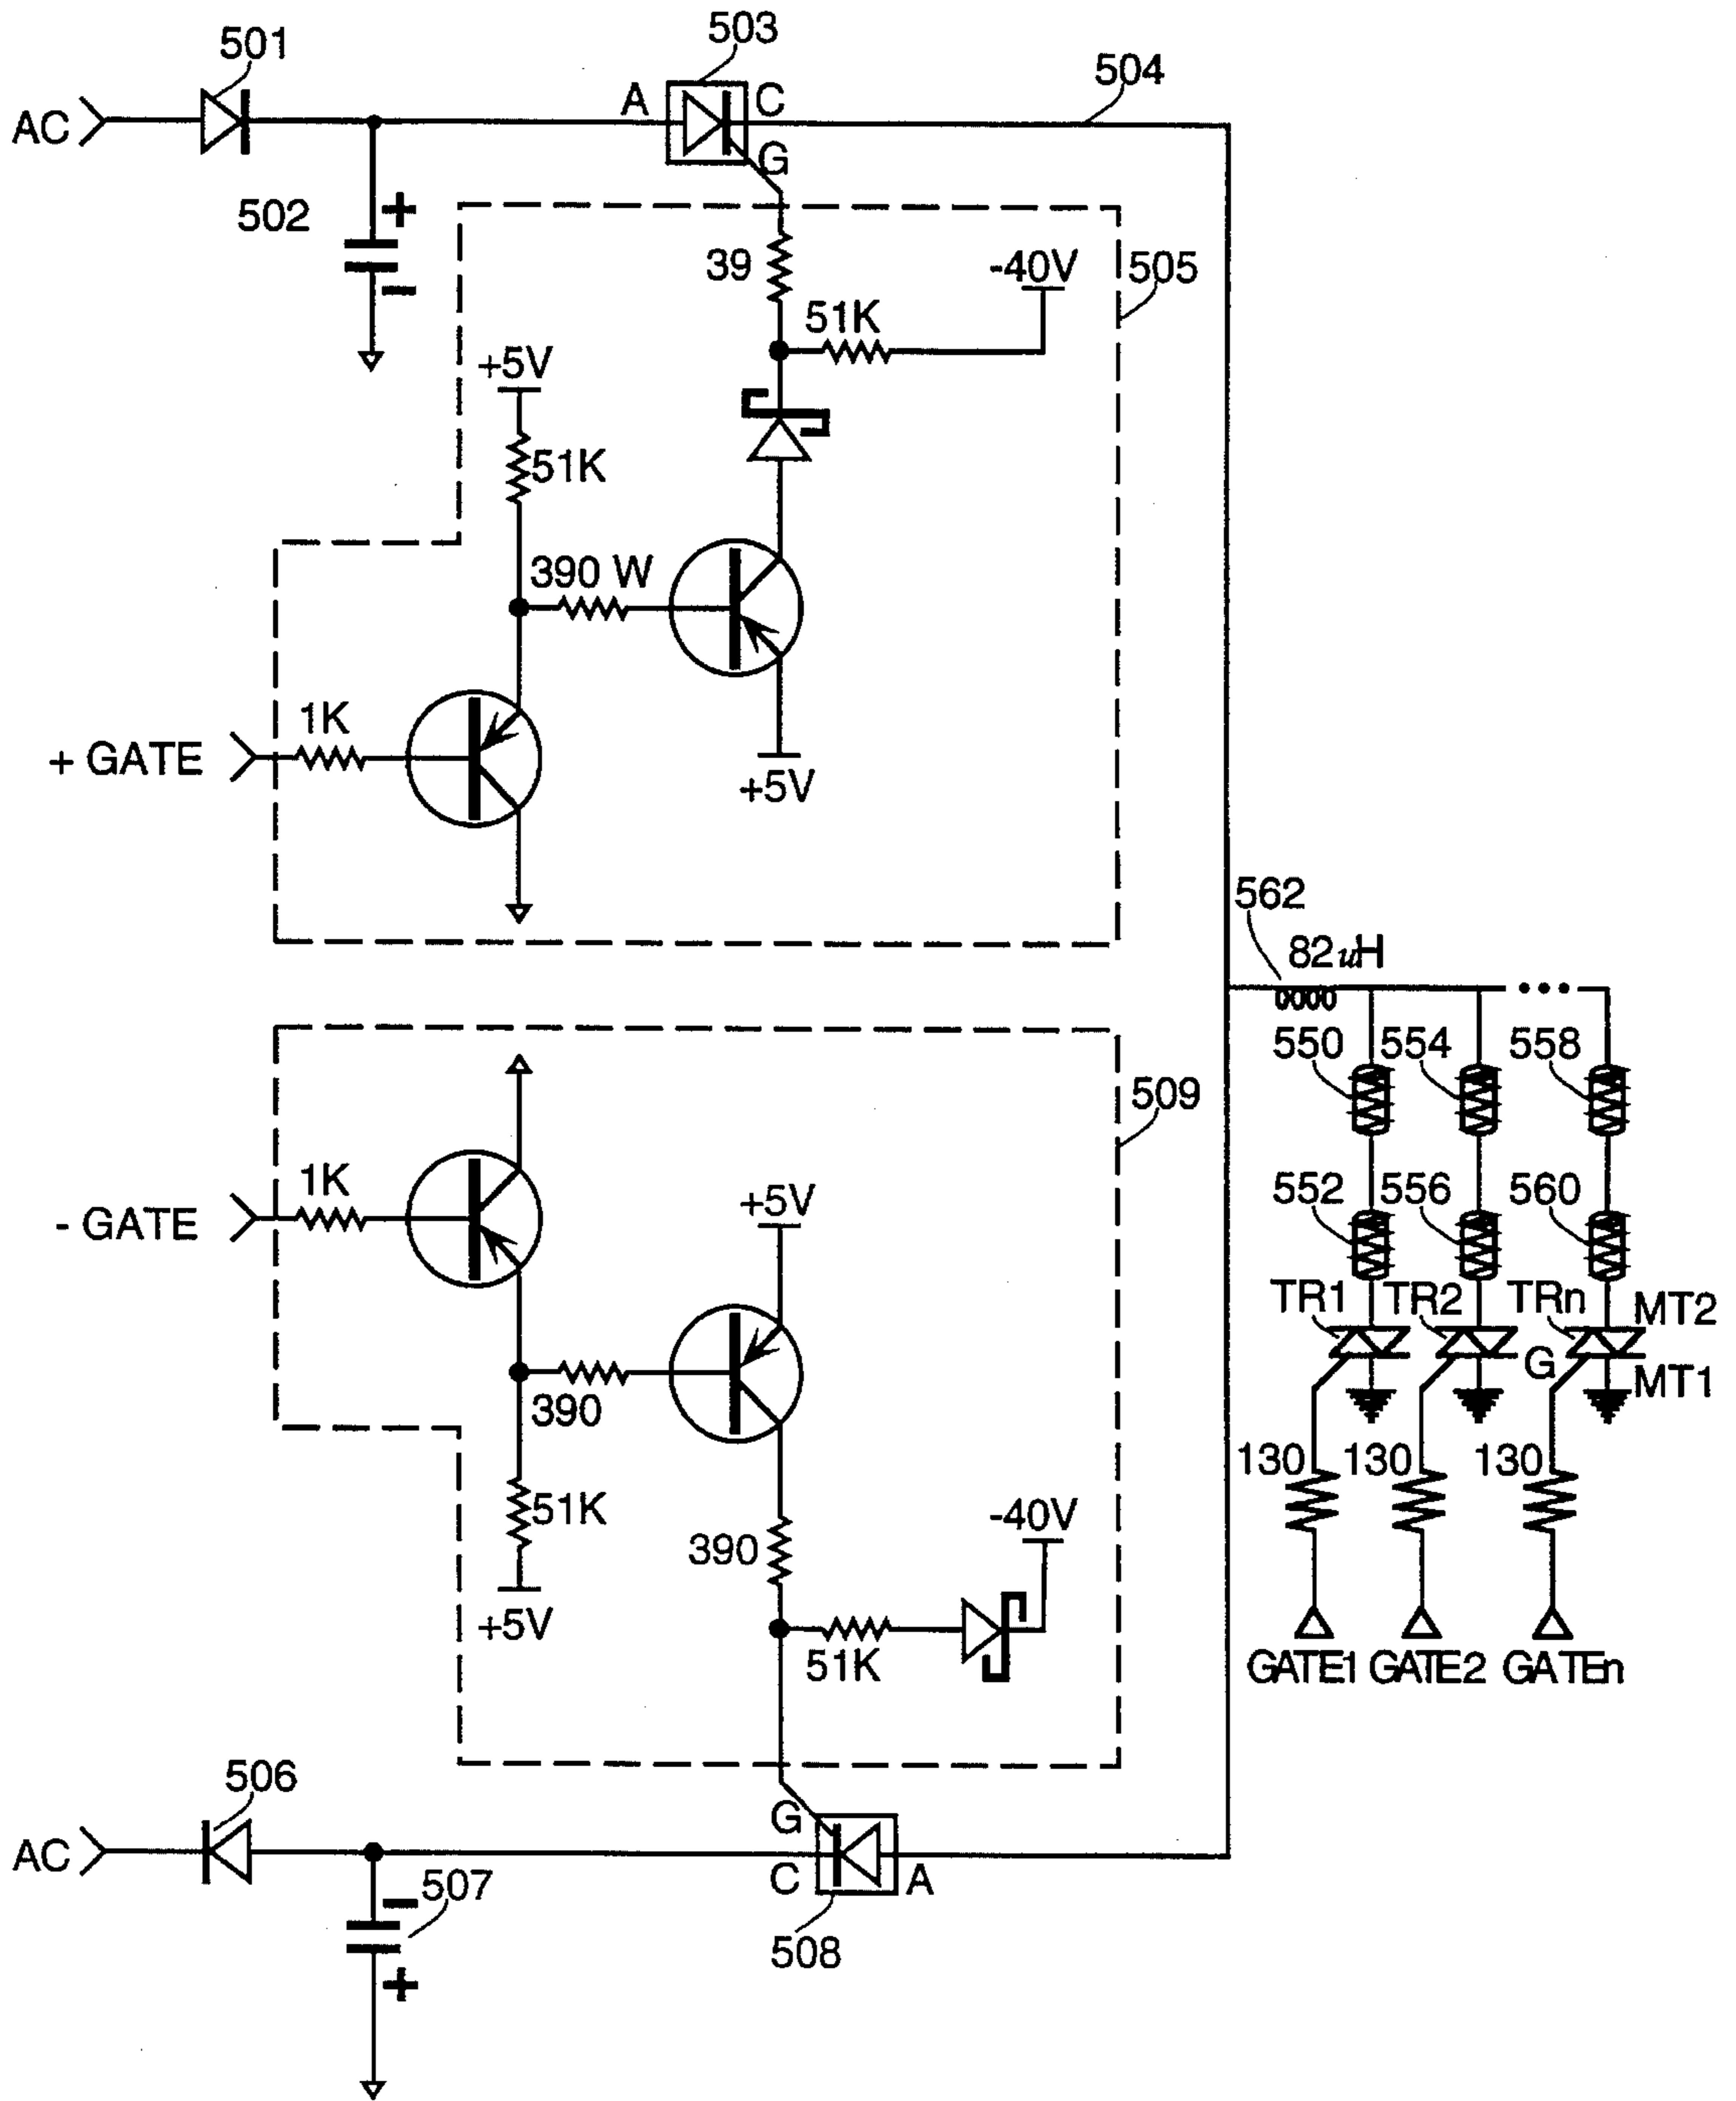 501
503
504
AC
A
C
G
502
+
−
39
-40V
505
51K
+5V
51K
390 W
1K
+ GATE
+5V
562
82uH
550 554 558
509
1K
- GATE
+5V
552 556 560
TR1 TR2 TRn
MT2
G
MT1
390
51K
130 130 130
-40V
390
+5V
51K
GATE1 GATE2 GATEn
506
G
AC
C
A
−
507
508
+